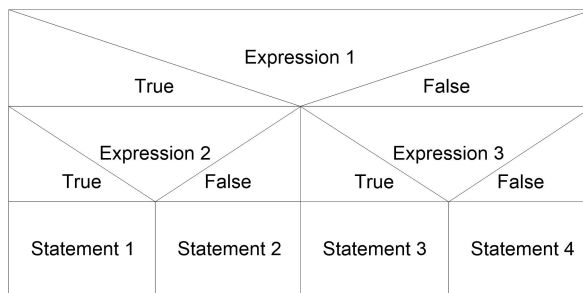 Expression 1
True False
Expression 2 Expression 3
True False True False
Statement 1 Statement 2 Statement 3 Statement 4